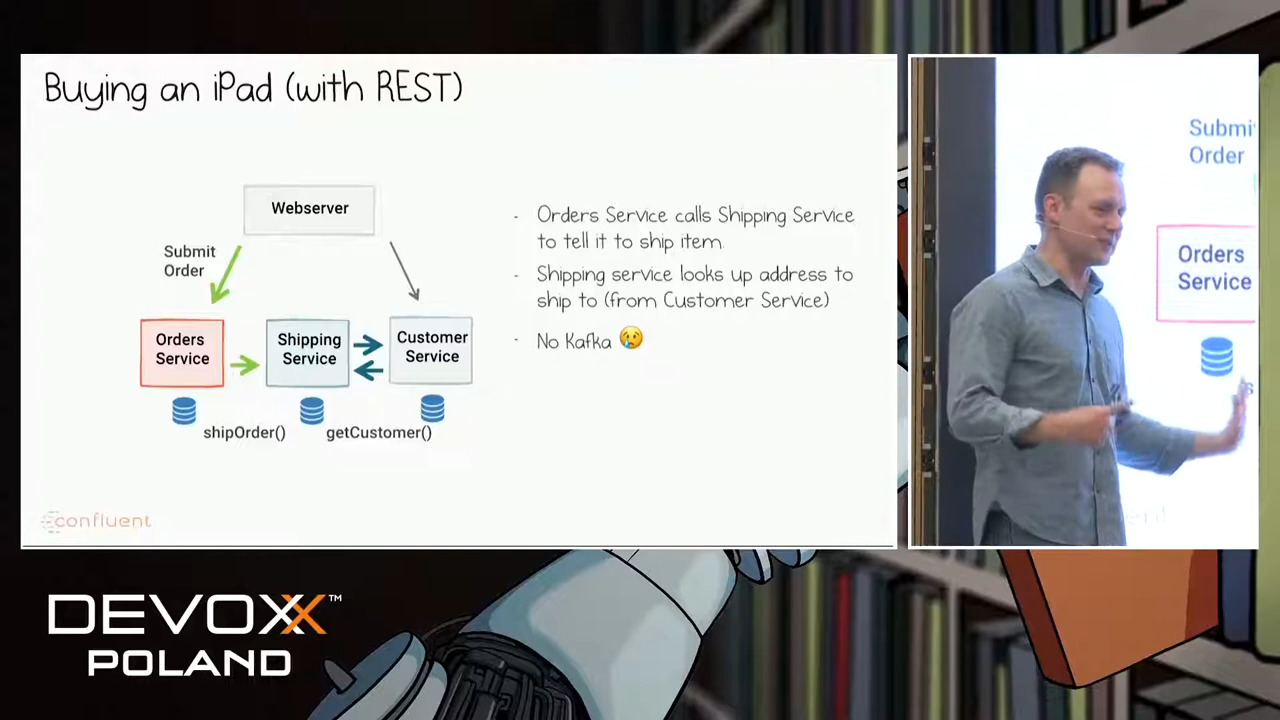 Buying an iPad (with REST)
Webserver
Submit
Order
Orders
Service
Shipping
Service
Customer
Service
shipOrder()
getCustomer()
- Orders Service calls Shipping Service
to tell it to ship item.
- Shipping service looks up address to
ship to (from Customer Service)
- No Kafka 😢
confluent
Submi
Order
Orders
Service
DEVOXX™
POLAND